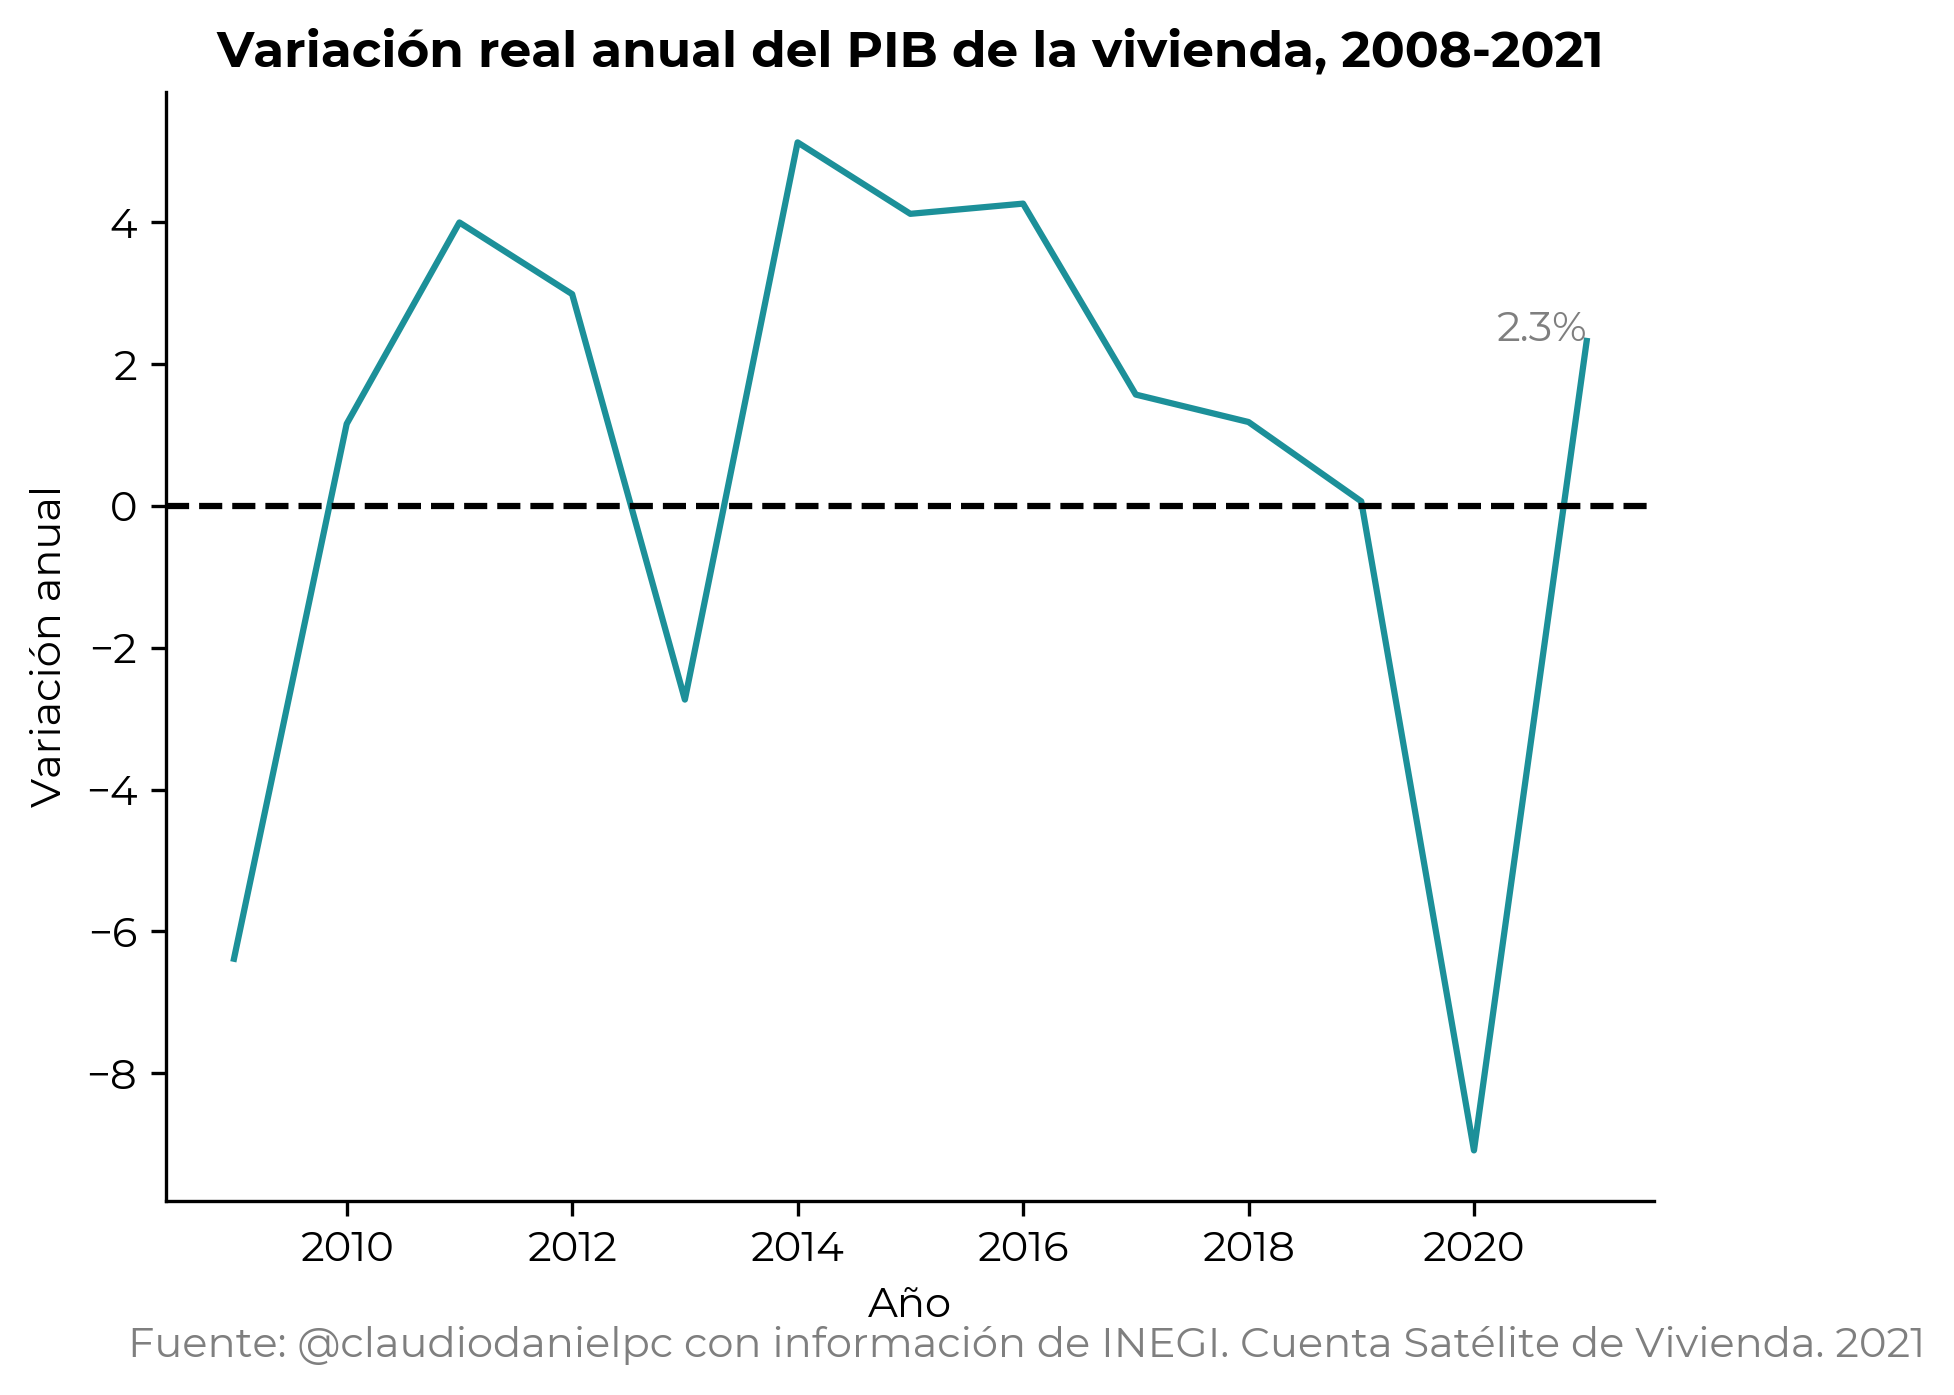 Variación real anual del PIB de la vivienda, 2008-2021
Variación anual
4
2
0
−2
−4
−6
−8
2.3%
2010 2012 2014 2016 2018 2020
Año
Fuente: @claudiodanielpc con información de INEGI. Cuenta Satélite de Vivienda. 2021